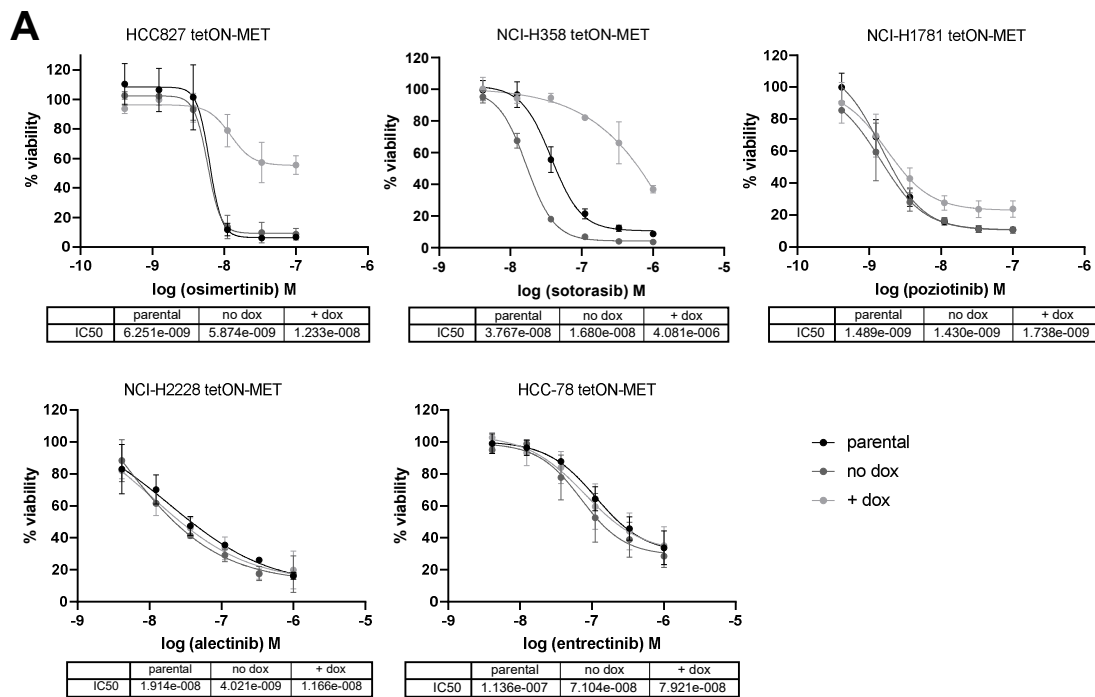 A
HCC827 tetON-MET
120
100
80
60
40
20
0
% viability
-10 -9 -8 -7 -6
log (osimertinib) M
parental no dox + dox
IC50 6.251e-009 5.874e-009 1.233e-008
NCI-H358 tetON-MET
120
100
80
60
40
20
0
% viability
-9 -8 -7 -6 -5
log (sotorasib) M
parental no dox + dox
IC50 3.767e-008 1.680e-008 4.081e-006
NCI-H1781 tetON-MET
120
100
80
60
40
20
0
% viability
-10 -9 -8 -7 -6
log (poziotinib) M
parental no dox + dox
IC50 1.489e-009 1.430e-009 1.738e-009
NCI-H2228 tetON-MET
120
100
80
60
40
20
0
% viability
-9 -8 -7 -6 -5
log (alectinib) M
parental no dox + dox
IC50 1.914e-008 4.021e-009 1.166e-008
HCC-78 tetON-MET
120
100
80
60
40
20
0
% viability
-9 -8 -7 -6 -5
log (entrectinib) M
parental no dox + dox
IC50 1.136e-007 7.104e-008 7.921e-008
parental
no dox
+ dox